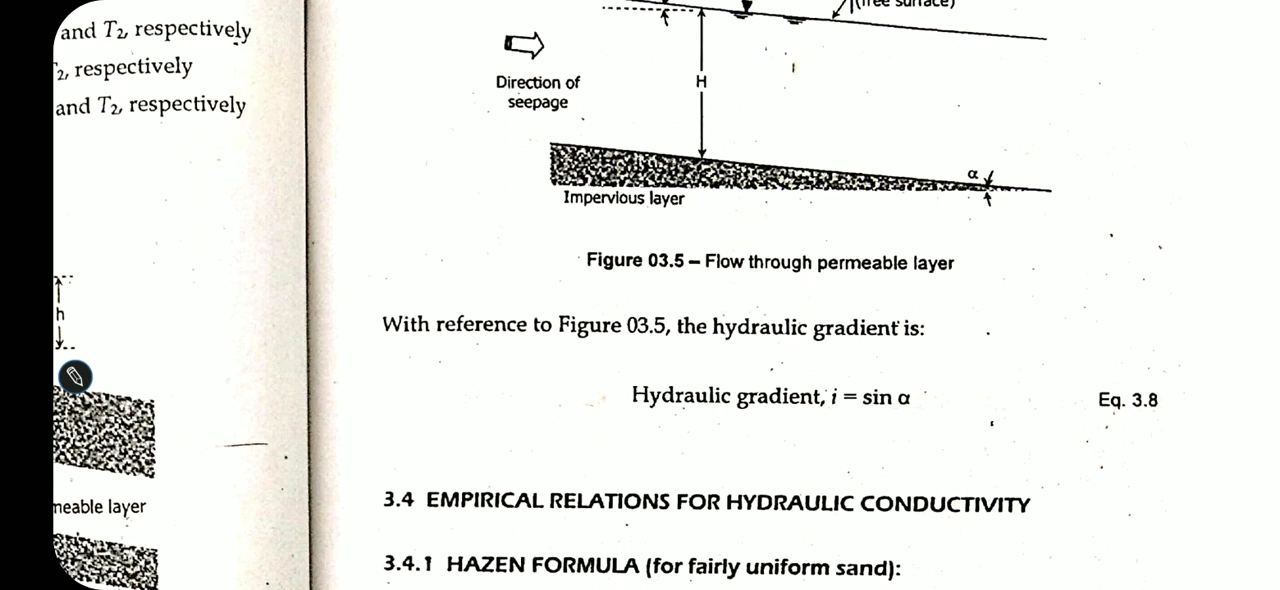 and T₂, respectively
₂, respectively
and T₂, respectively
h
meable layer
(free surface)
H
Direction of
seepage
α
Impervious layer
Figure 03.5 – Flow through permeable layer
With reference to Figure 03.5, the hydraulic gradient is:
Hydraulic gradient, i = sin α Eq. 3.8
3.4 EMPIRICAL RELATIONS FOR HYDRAULIC CONDUCTIVITY
3.4.1 HAZEN FORMULA (for fairly uniform sand):